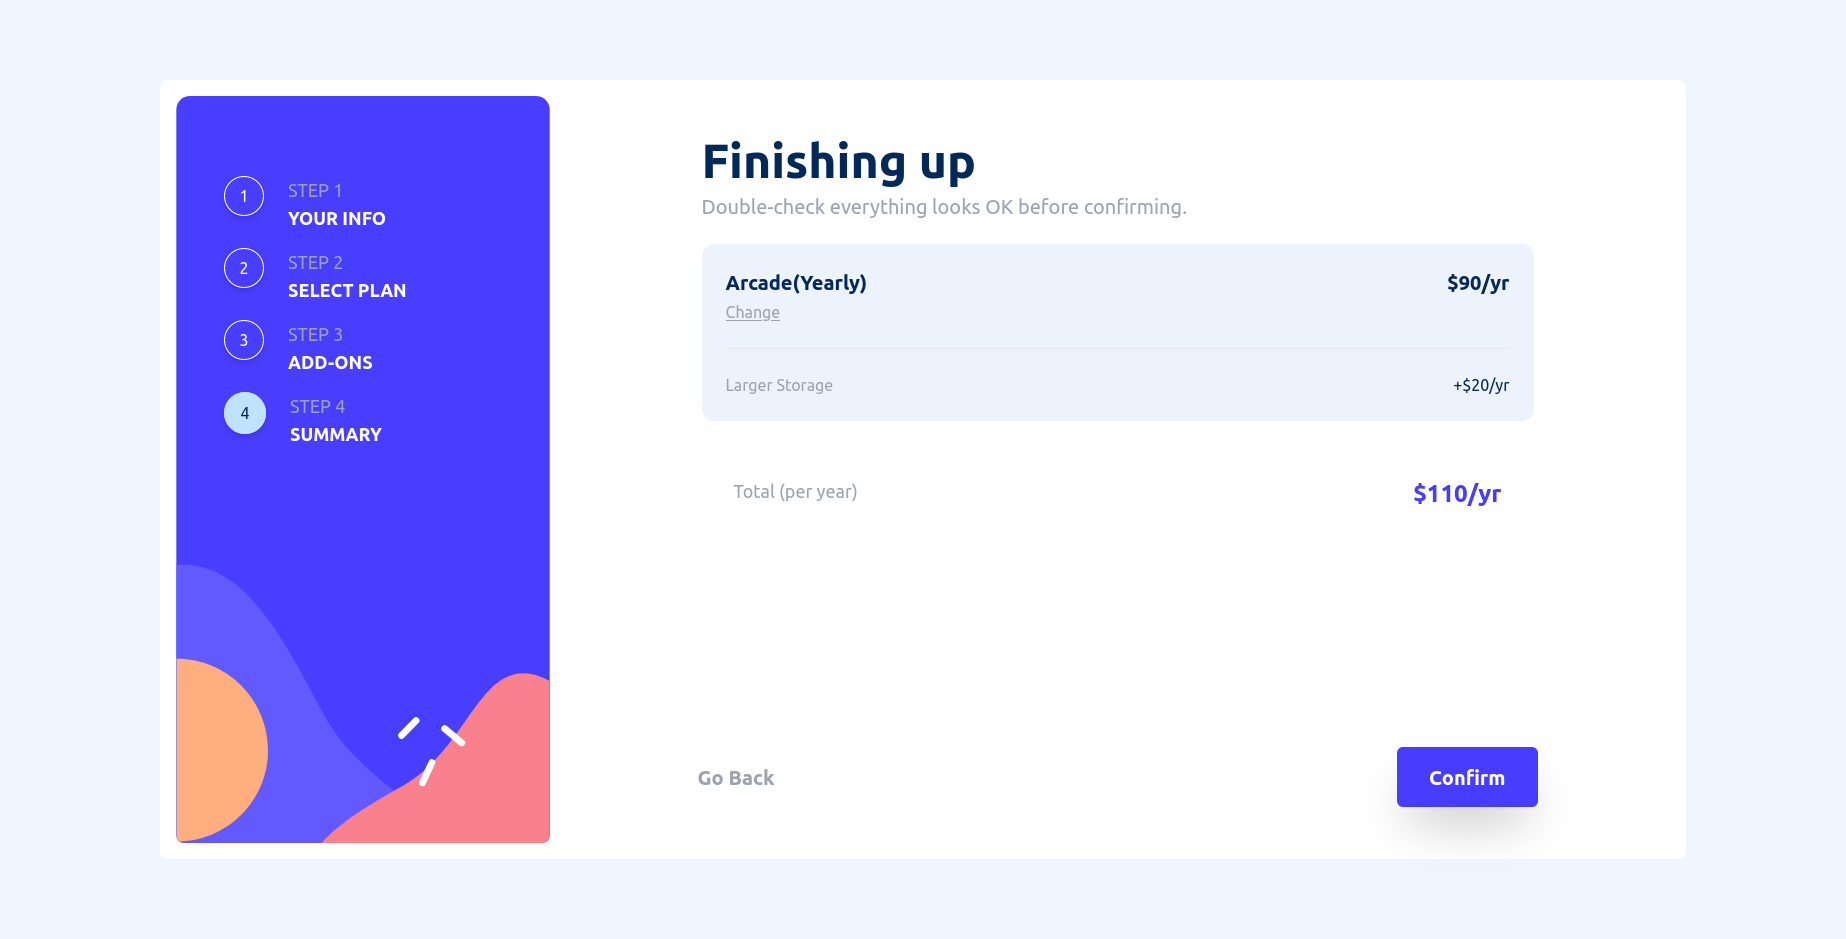 1
STEP 1
YOUR INFO
2
STEP 2
SELECT PLAN
3
STEP 3
ADD-ONS
4
STEP 4
SUMMARY
Finishing up
Double-check everything looks OK before confirming.
Arcade(Yearly) $90/yr
Change
Larger Storage +$20/yr
Total (per year) $110/yr
Go Back Confirm